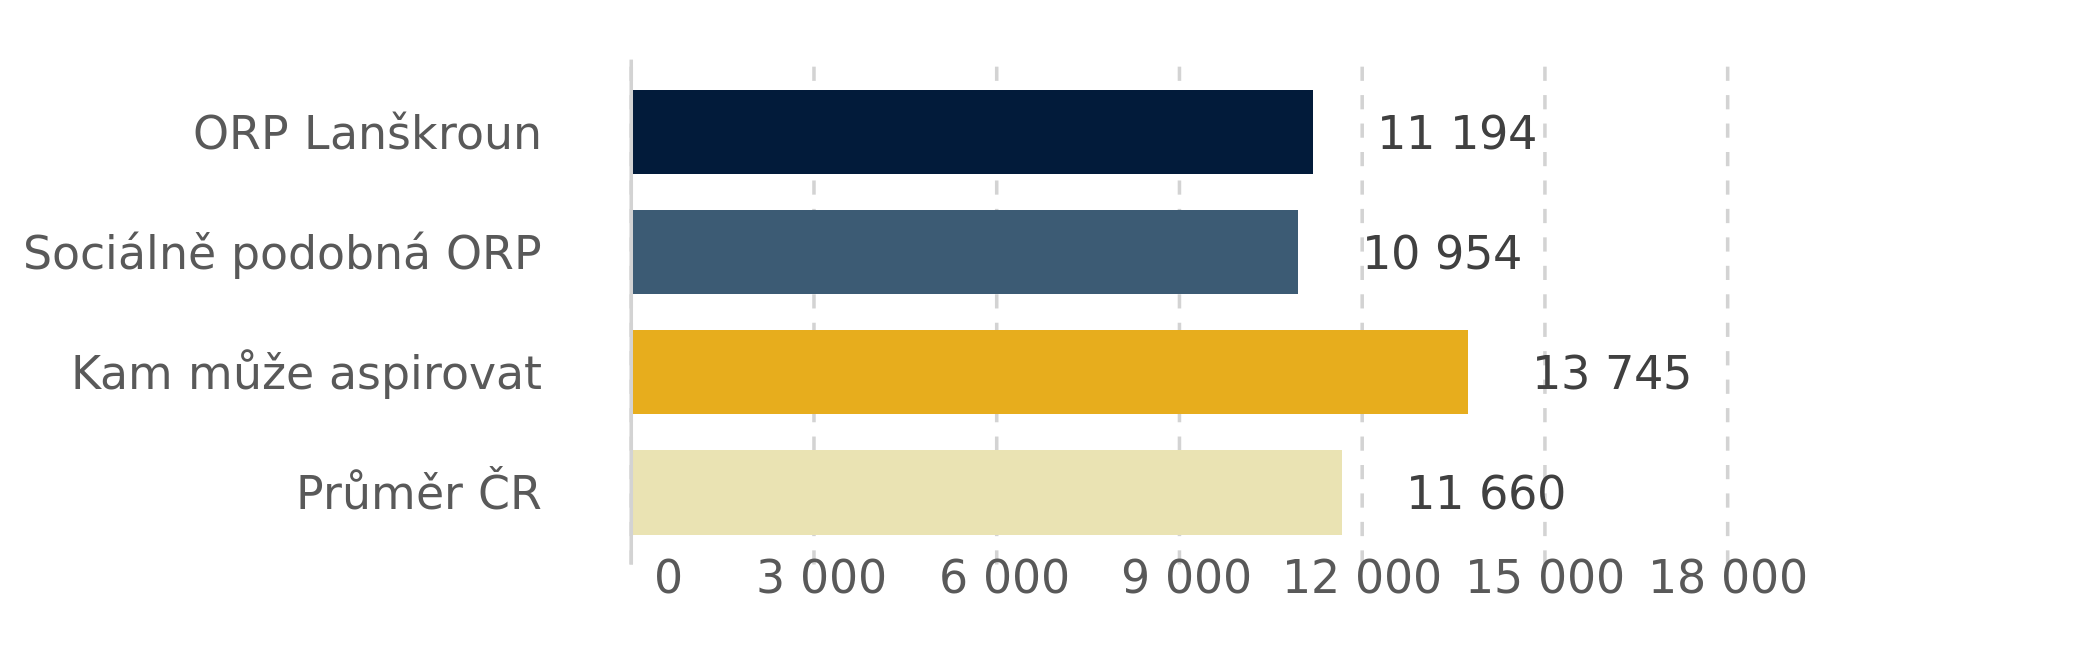 ORP Lanškroun 11 194
Sociálně podobná ORP 10 954
Kam může aspirovat 13 745
Průměr ČR 11 660
0 3 000 6 000 9 000 12 000 15 000 18 000